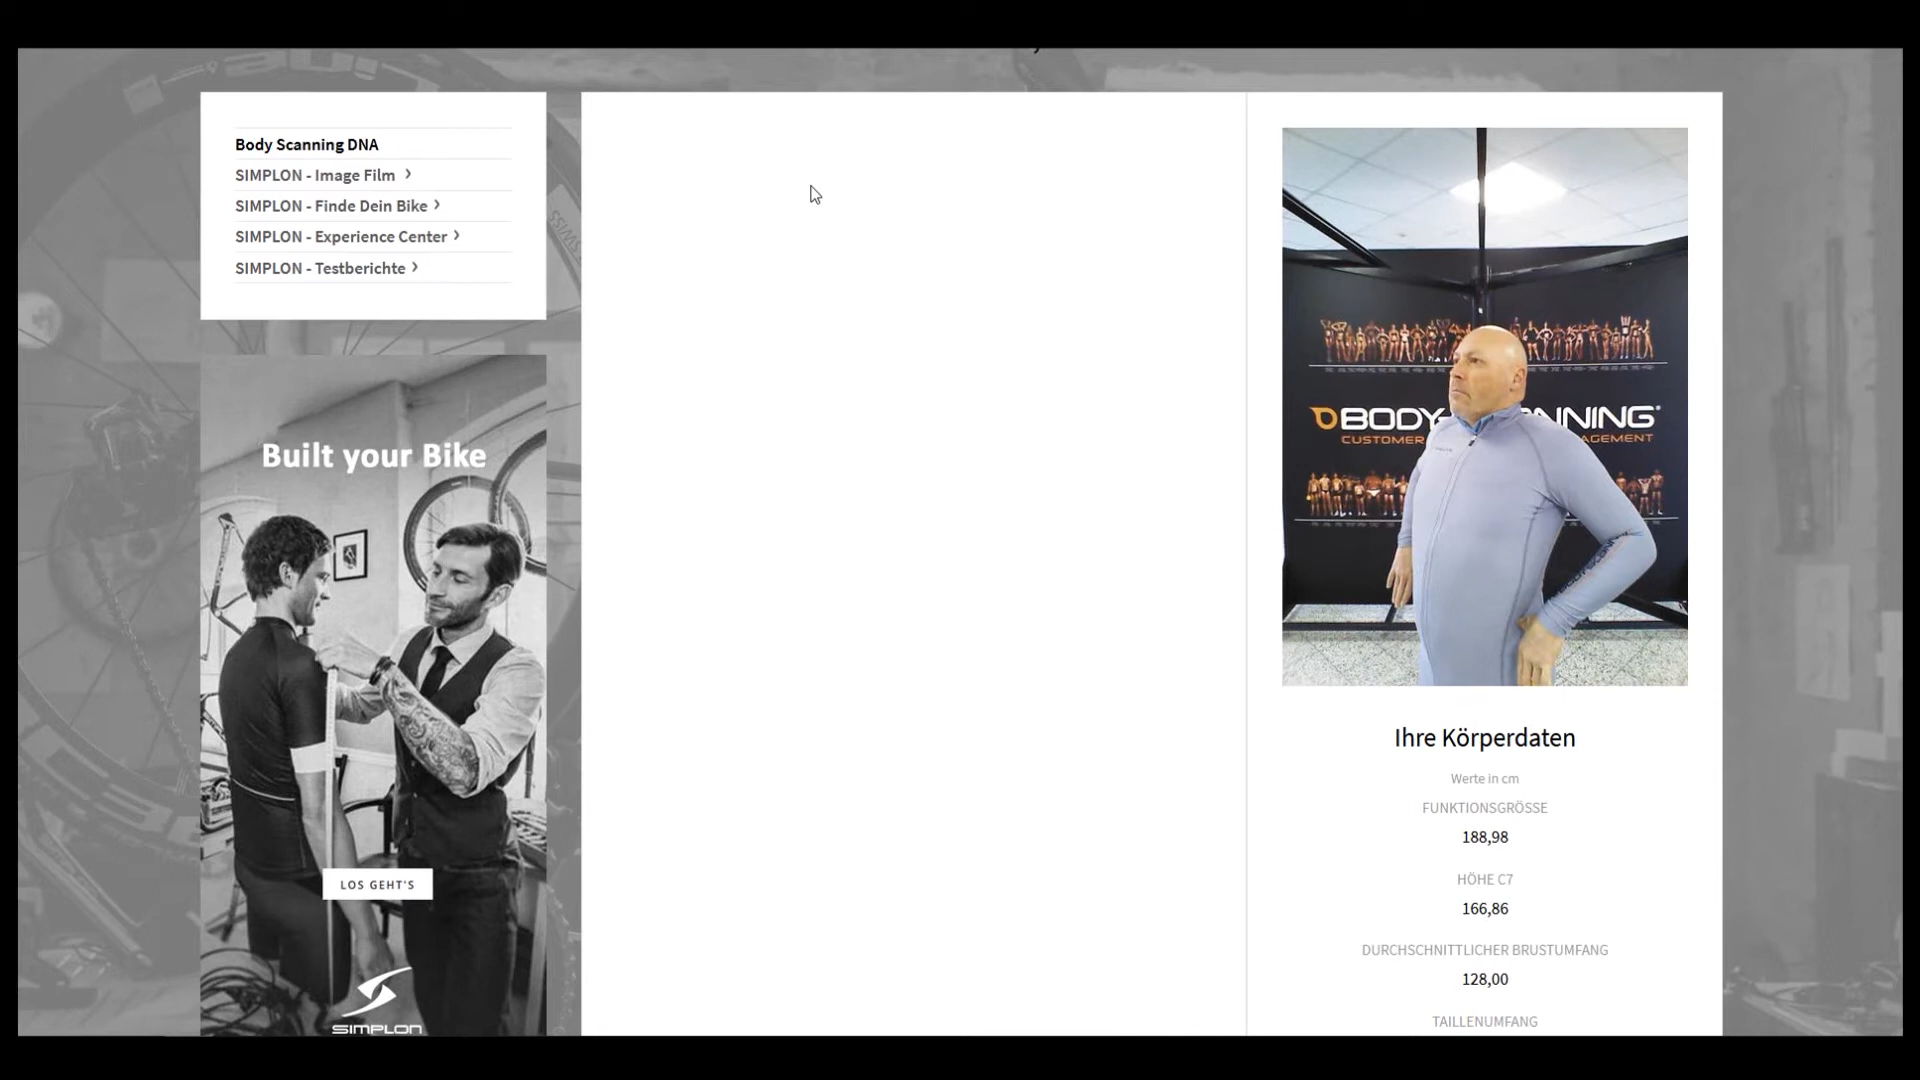 Body Scanning DNA
SIMPLON - Image Film
SIMPLON - Finde Dein Bike
SIMPLON - Experience Center
SIMPLON - Testberichte
Built your Bike
LOS GEHT'S
SIMPLON
BODY NNING
CUSTOMER AGEMENT
Ihre Körperdaten
Werte in cm
FUNKTIONSGRÖSSE
188,98
HÖHE C7
166,86
DURCHSCHNITTLICHER BRUSTUMFANG
128,00
TAILLENUMFANG